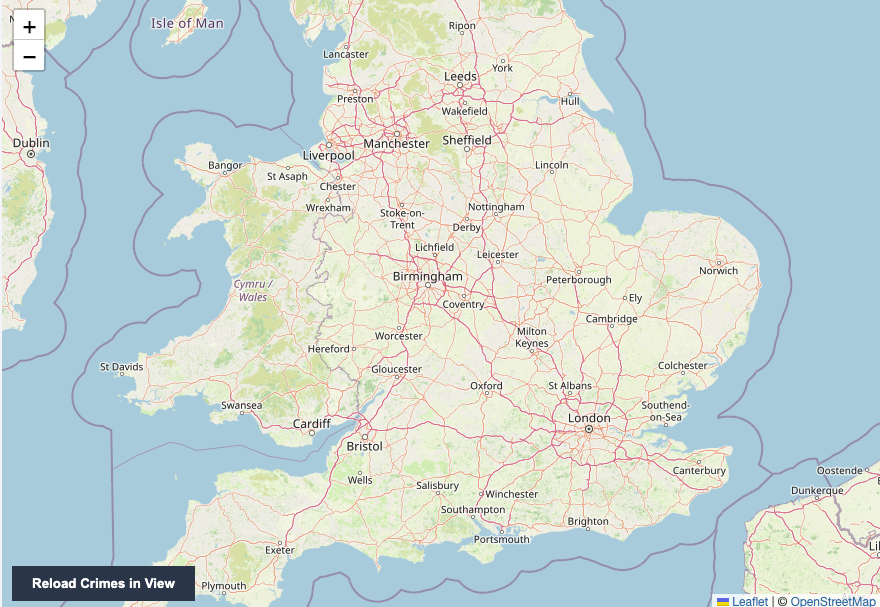 Isle of Man
+
−
Ripon
Lancaster
York
Leeds
Preston
Hull
Wakefield
Dublin
Manchester
Sheffield
Liverpool
Bangor
St Asaph
Lincoln
Chester
Wrexham
Stoke-on-
Trent
Nottingham
Derby
Lichfield
Leicester
Norwich
Birmingham
Peterborough
Cymru /
Wales
Coventry
Ely
Cambridge
Worcester
Milton
Keynes
Hereford
St Davids
Gloucester
Colchester
Oxford
St Albans
Swansea
Southend-
on-Sea
Cardiff
London
Bristol
Canterbury
Oostende
Wells
Salisbury
Winchester
Dunkerque
Southampton
Brighton
Portsmouth
Exeter
Reload Crimes in View
Plymouth
Leaflet | © OpenStreetMap